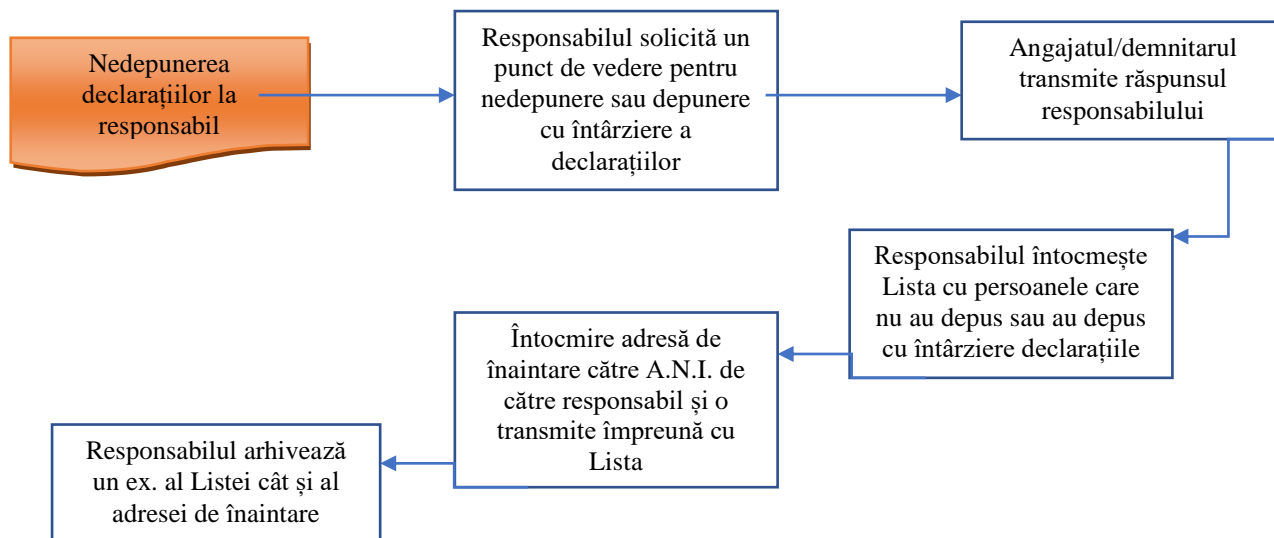 Nedepunerea
declarațiilor la
responsabil
Responsabilul solicită un
punct de vedere pentru
nedepunere sau depunere
cu întârziere a
declarațiilor
Angajatul/demnitarul
transmite răspunsul
responsabilului
Responsabilul întocmește
Lista cu persoanele care
nu au depus sau au depus
cu întârziere declarațiile
Întocmire adresă de
înaintare către A.N.I. de
către responsabil și o
transmite împreună cu
Lista
Responsabilul arhivează
un ex. al Listei cât și al
adresei de înaintare